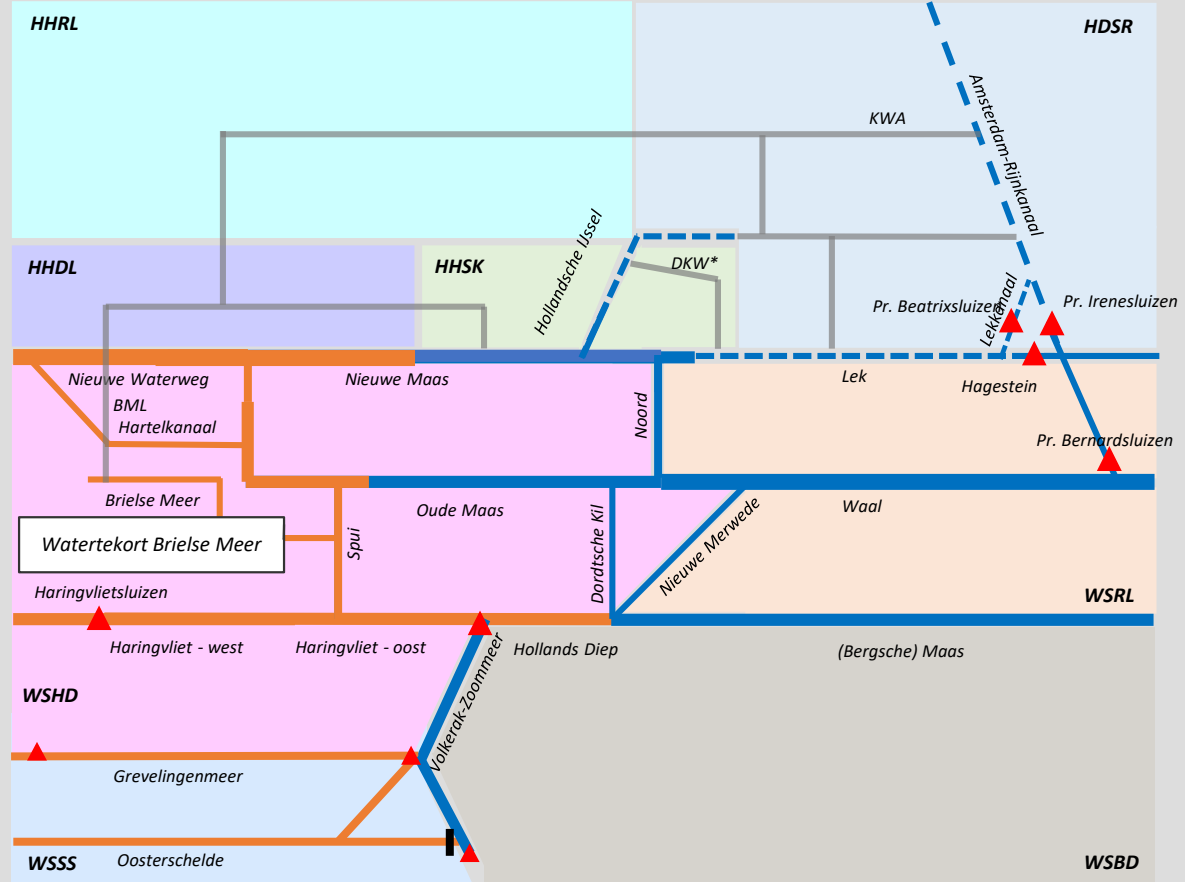 HHRL
HDSR
Amsterdam-Rijnkanaal
KWA
Hollandsche IJssel
HHDL
HHSK
DKW*
Lekkanaal
Pr. Beatrixsluizen
Pr. Irenesluizen
Nieuwe Waterweg
Nieuwe Maas
Lek
Hagestein
BML
Hartelkanaal
Noord
Pr. Bernardsluizen
Brielse Meer
Oude Maas
Waal
Watertekort Brielse Meer
Spui
Dordtsche Kil
Nieuwe Merwede
Haringvlietsluizen
WSRL
Haringvliet - west
Haringvliet - oost
Hollands Diep
(Bergsche) Maas
WSHD
Volkerak-Zoommeer
Grevelingenmeer
WSSS
Oosterschelde
WSBD